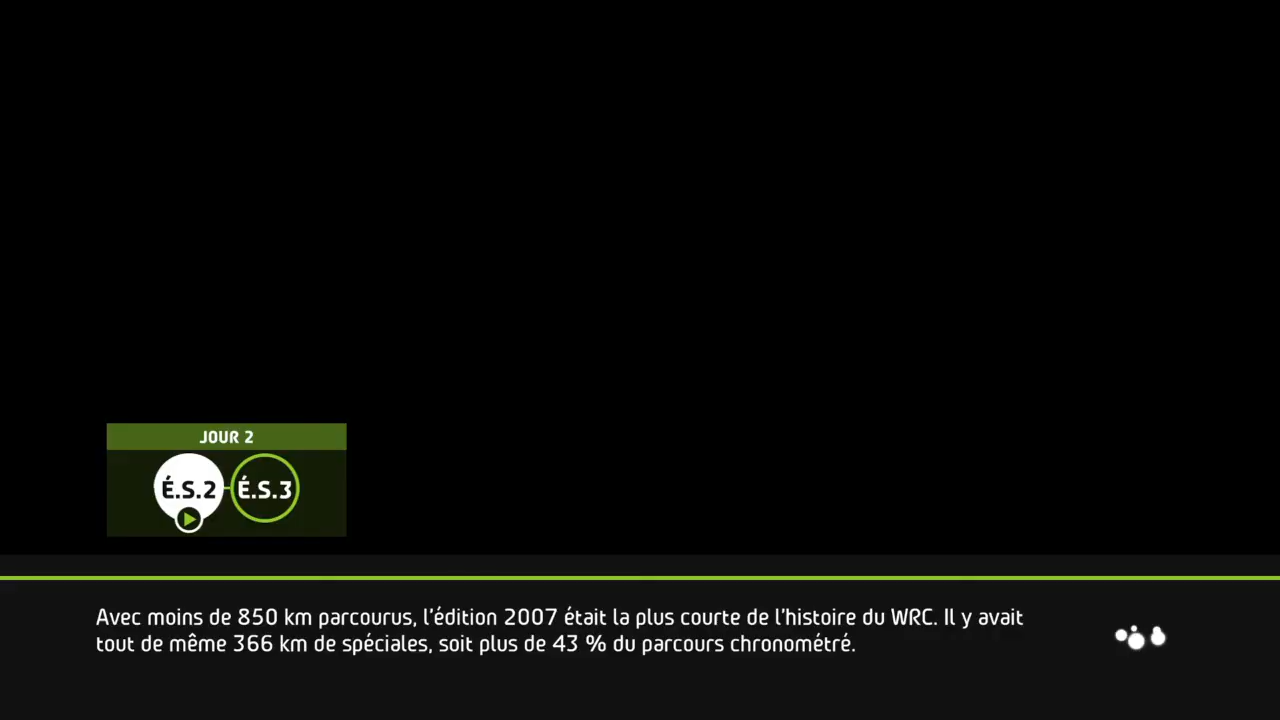 JOUR 2
É.S.2 É.S.3
Avec moins de 850 km parcourus, l'édition 2007 était la plus courte de l'histoire du WRC. Il y avait
tout de même 366 km de spéciales, soit plus de 43 % du parcours chronométré.